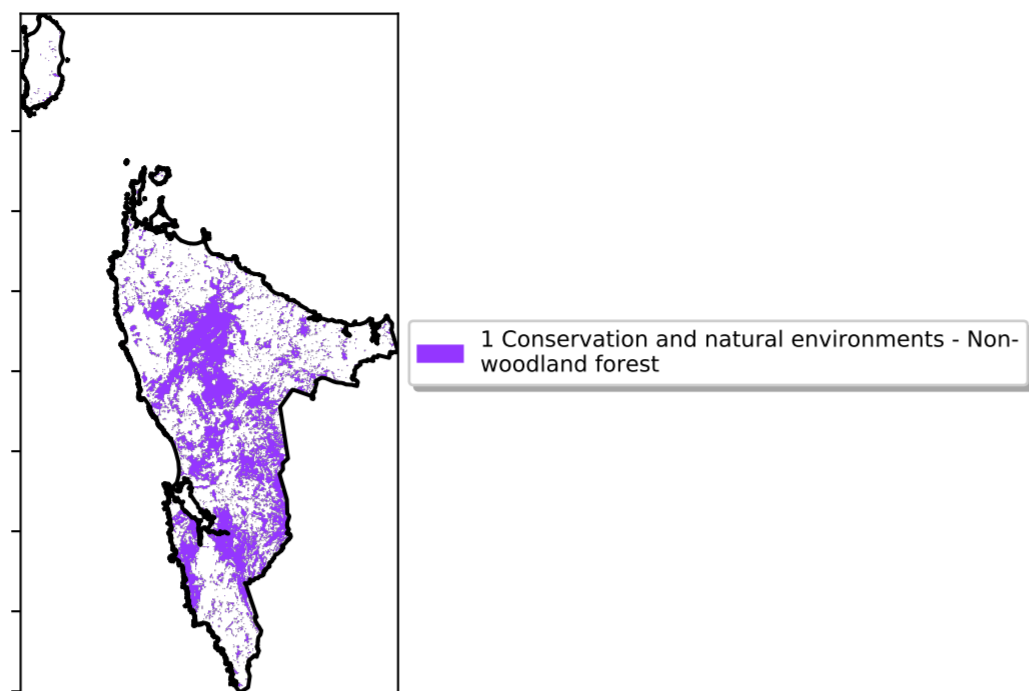 1 Conservation and natural environments - Non-
woodland forest